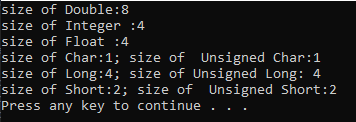 size of Double:8
size of Integer :4
size of Float :4
size of Char:1; size of  Unsigned Char:1
size of Long:4; size of Unsigned Long: 4
size of Short:2; size of  Unsigned Short:2
Press any key to continue . . .